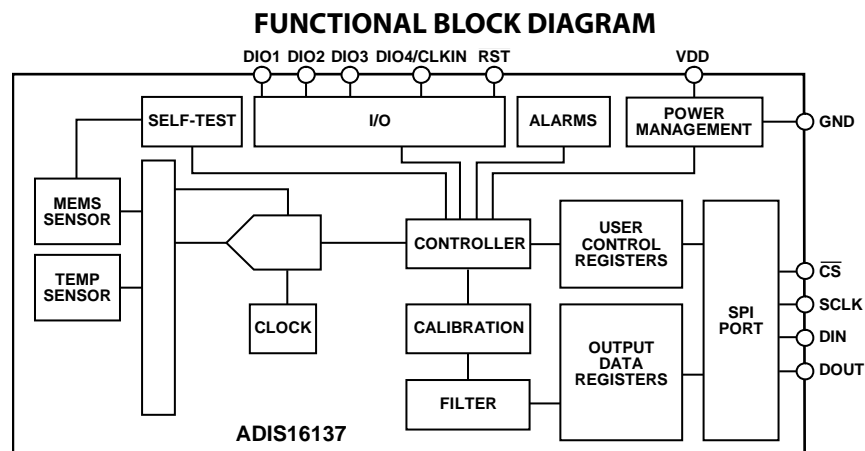 FUNCTIONAL BLOCK DIAGRAM
DIO1 DIO2 DIO3 DIO4/CLKIN RST VDD
SELF-TEST
I/O
ALARMS
POWER
MANAGEMENT
GND
MEMS
SENSOR
TEMP
SENSOR
CLOCK
CONTROLLER
CALIBRATION
FILTER
USER
CONTROL
REGISTERS
OUTPUT
DATA
REGISTERS
SPI
PORT
C̅S̅
SCLK
DIN
DOUT
ADIS16137